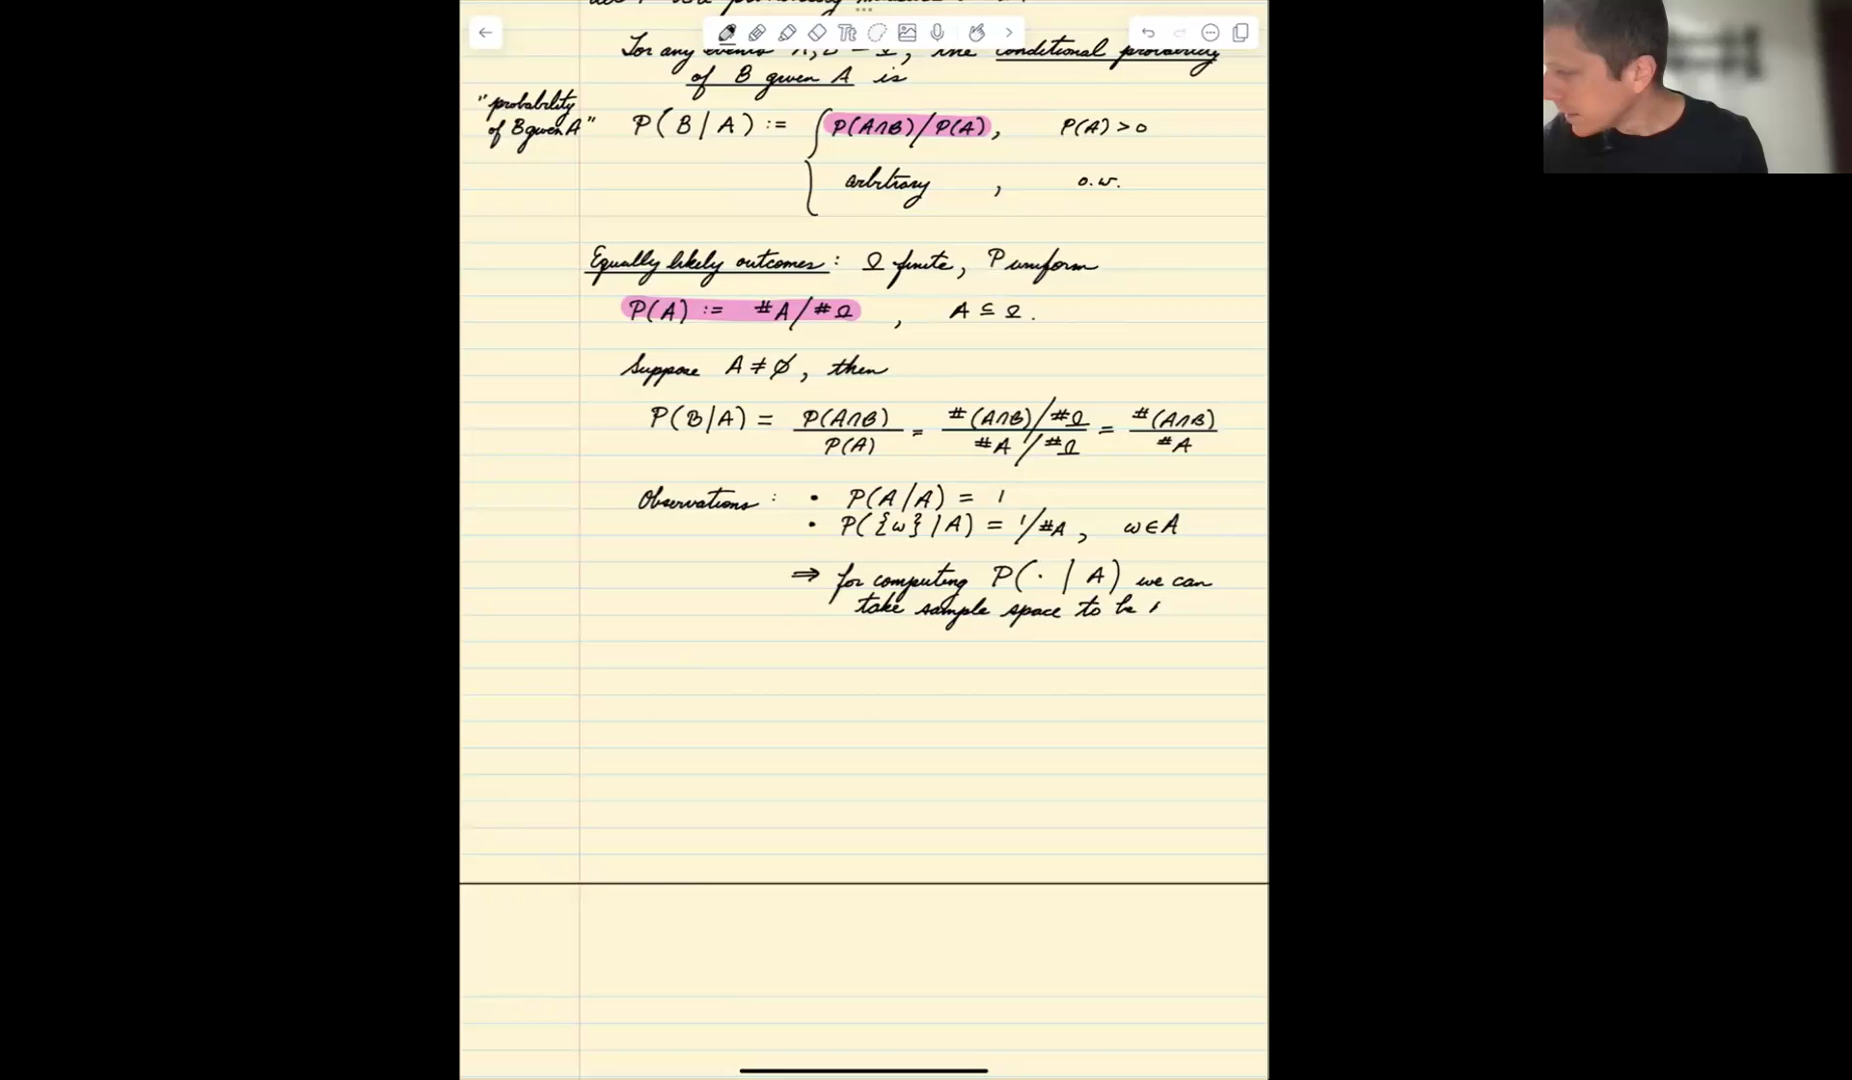 For any events A, B ⊆ Ω, the conditional probability
of B given A is
"probability
of B given A"
P(B|A) := { P(A∩B)/P(A), P(A) > 0
arbitrary, o.w.
Equally likely outcomes: Ω finite, P uniform
P(A) := #A/#Ω, A ⊆ Ω.
Suppose A ≠ ∅, then
P(B|A) = P(A∩B)/P(A) = (#(A∩B)/#Ω)/(#A/#Ω) = #(A∩B)/#A
Observations: • P(A|A) = 1
• P({ω}|A) = 1/#A, ω∈A
⇒ for computing P(·|A) we can
take sample space to be